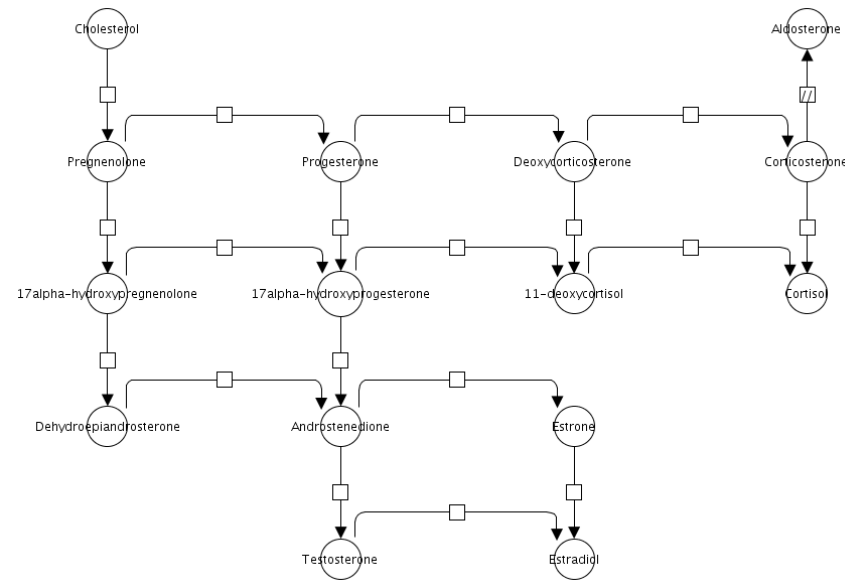 Cholesterol
Aldosterone
//
Pregnenolone
Progesterone
Deoxycorticosterone
Corticosterone
17alpha-hydroxypregnenolone
17alpha-hydroxyprogesterone
11-deoxycortisol
Cortisol
Dehydroepiandrosterone
Androstenedione
Estrone
Testosterone
Estradiol